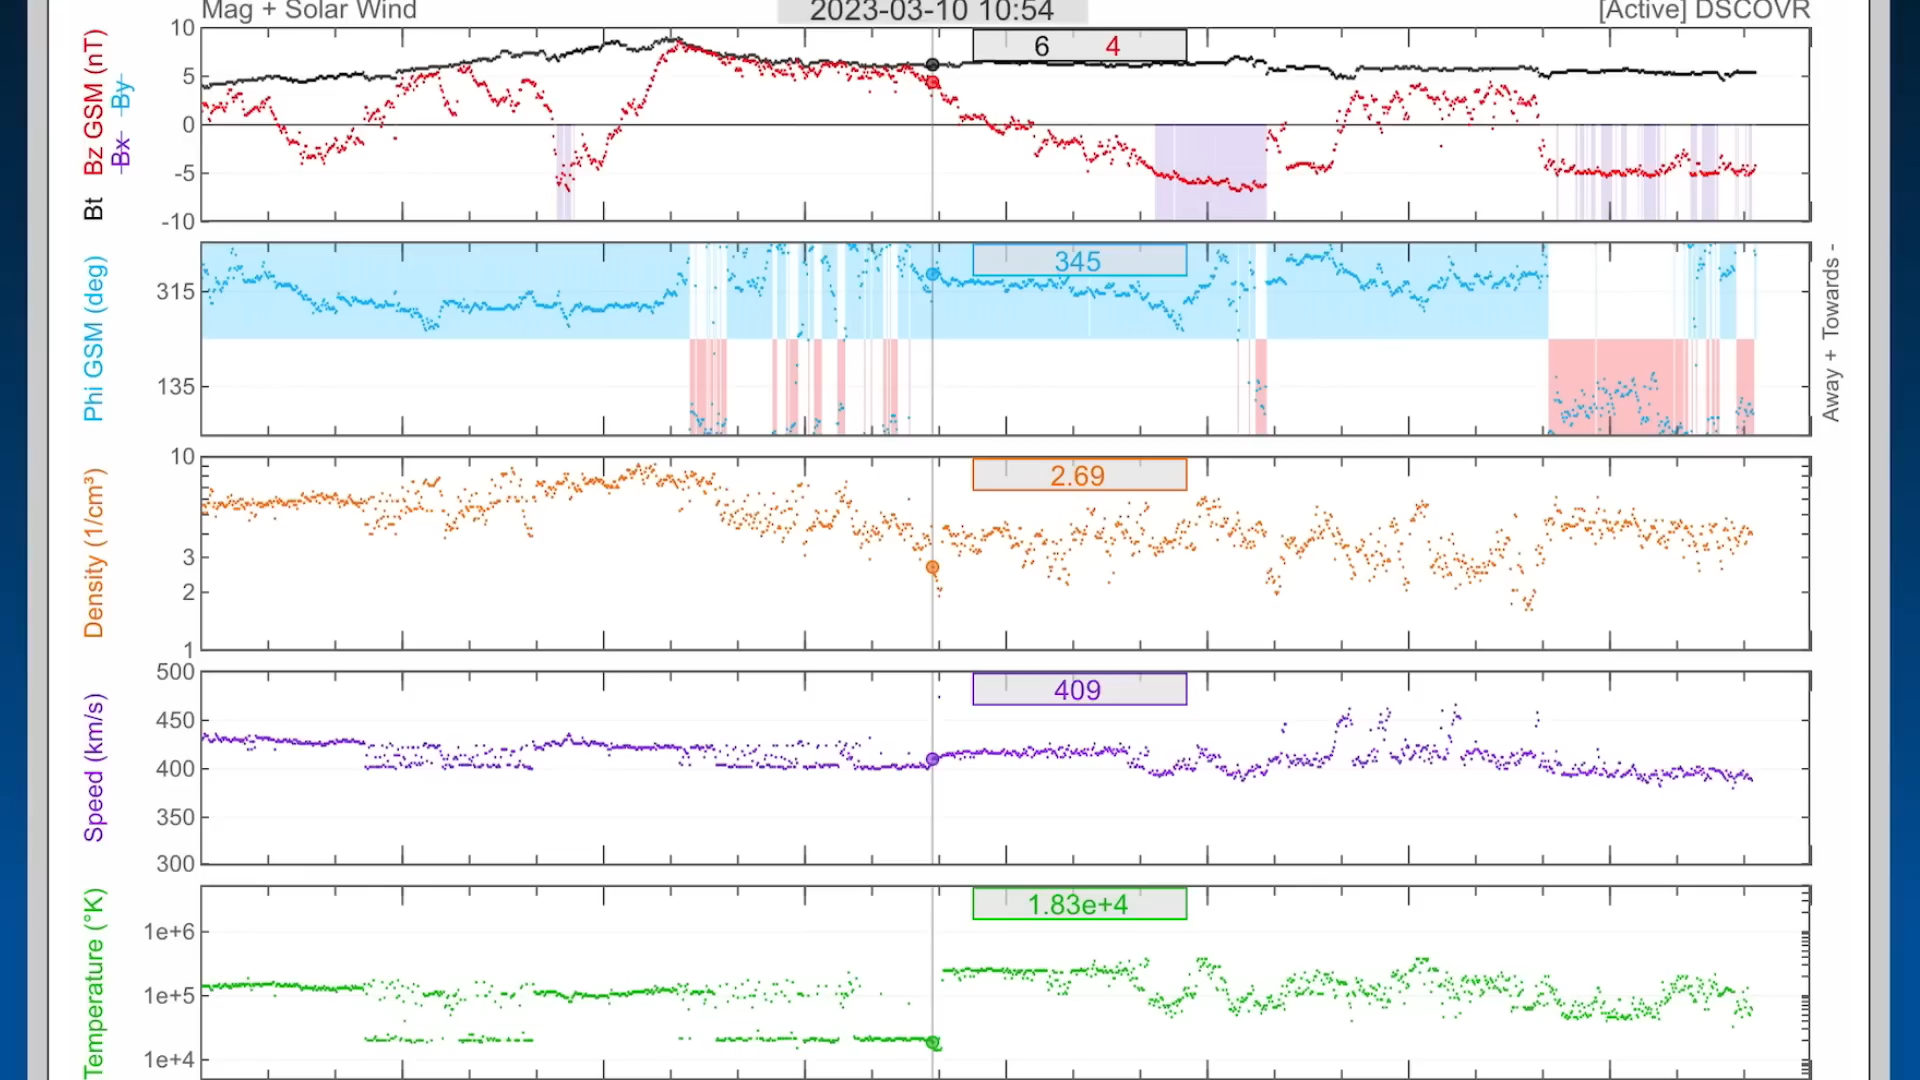 Mag + Solar Wind 2023-03-10 10:54 [Active] DSCOVR
Bt Bz GSM (nT)
Bx By
10
5
0
-5
-10
6 4
Phi GSM (deg)
315
135
345
Away + Towards -
Density (1/cm³)
10
3
2
1
2.69
Speed (km/s)
500
450
400
350
300
409
Temperature (°K)
1e+6
1e+5
1e+4
1.83e+4